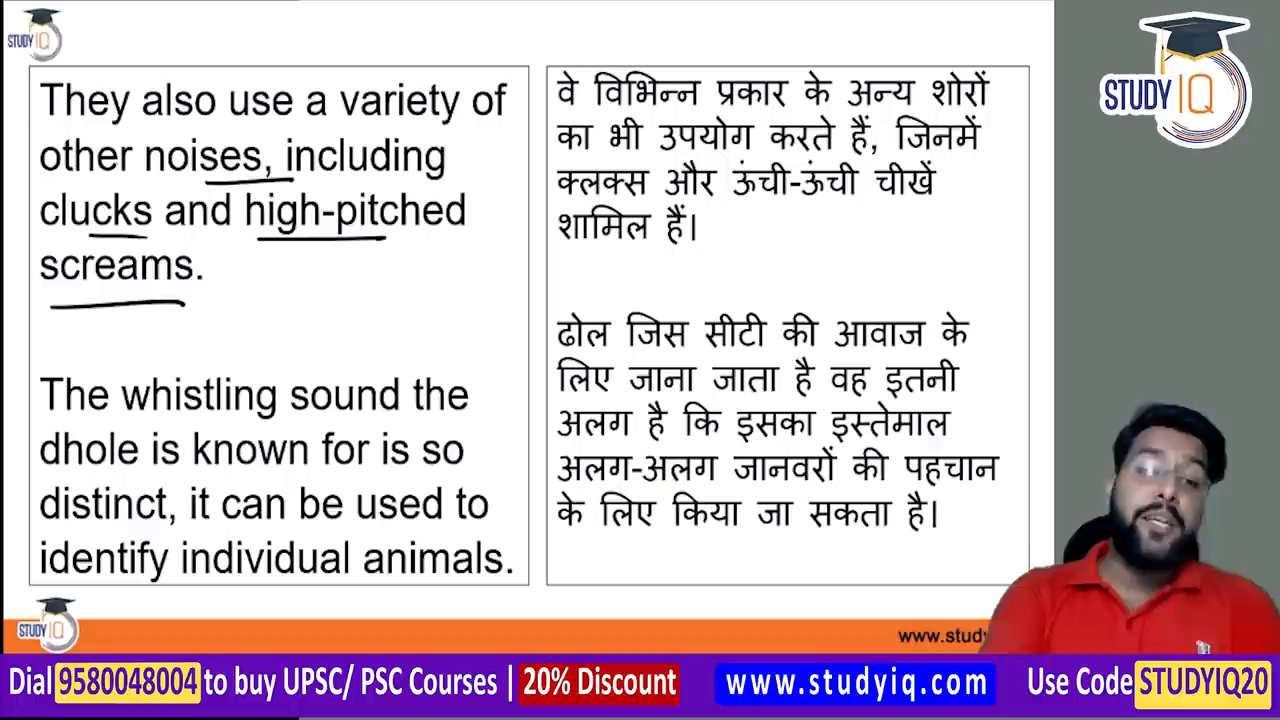 STUDY IQ
STUDY IQ
They also use a variety of
other noises, including
clucks and high-pitched
screams.
The whistling sound the
dhole is known for is so
distinct, it can be used to
identify individual animals.
वे विभिन्न प्रकार के अन्य शोरों
का भी उपयोग करते हैं, जिनमें
क्लक्स और ऊंची-ऊंची चीखें
शामिल हैं।
ढोल जिस सीटी की आवाज के
लिए जाना जाता है वह इतनी
अलग है कि इसका इस्तेमाल
अलग-अलग जानवरों की पहचान
के लिए किया जा सकता है।
STUDY IQ
www.study
Dial 9580048004 to buy UPSC/ PSC Courses | 20% Discount www.studyiq.com Use Code STUDYIQ20